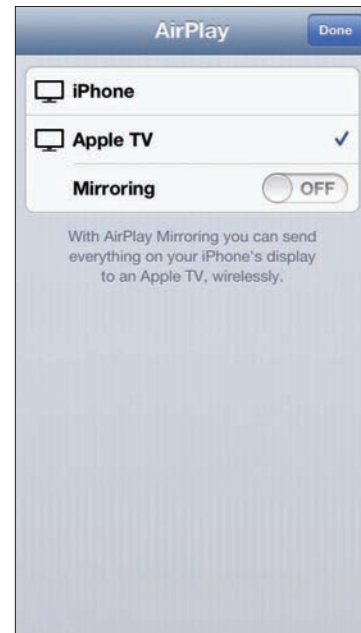 AirPlay
Done
iPhone
Apple TV
Mirroring
OFF
With AirPlay Mirroring you can send
everything on your iPhone's display
to an Apple TV, wirelessly.